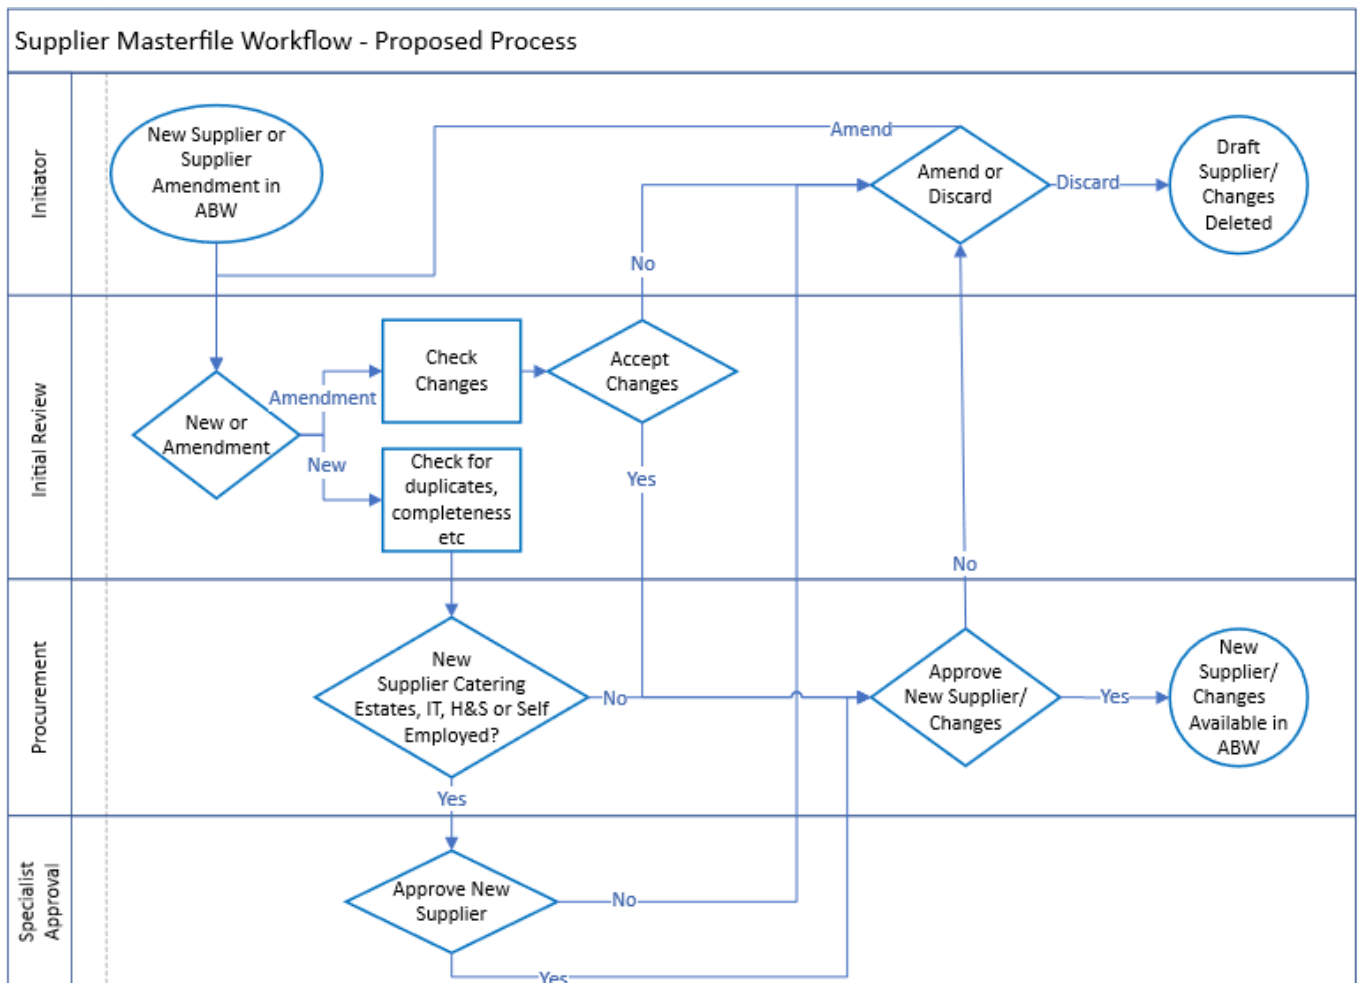 Supplier Masterfile Workflow - Proposed Process
Initiator
New Supplier or
Supplier
Amendment in
ABW
Amend
Amend or
Discard
Discard
Draft
Supplier/
Changes
Deleted
No
Initial Review
New or
Amendment
Amendment
New
Check
Changes
Accept
Changes
Check for
duplicates,
completeness
etc
Yes
No
Procurement
New
Supplier Catering
Estates, IT, H&S or Self
Employed?
No
Yes
Approve
New Supplier/
Changes
Yes
New
Supplier/
Changes
Available in
ABW
Specialist
Approval
Approve New
Supplier
No
Yes